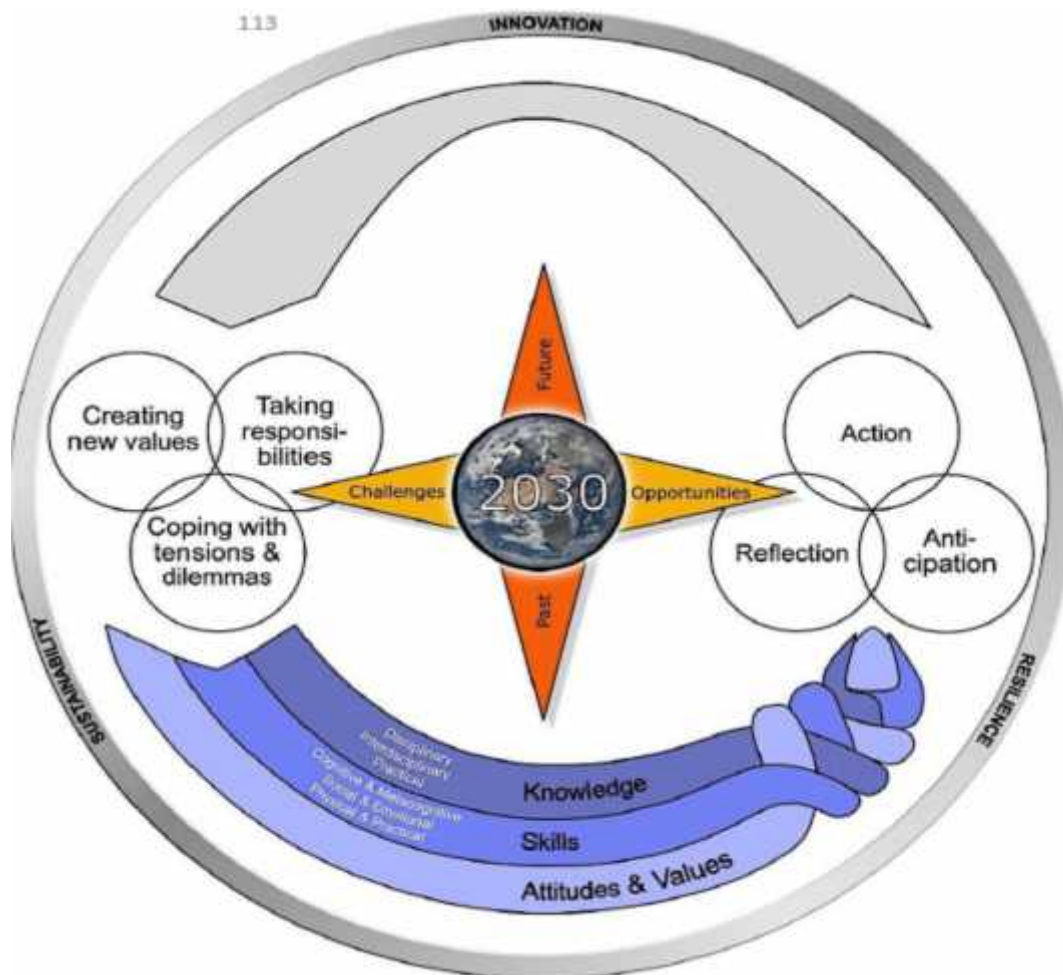 113
INNOVATION
Creating
new values
Taking
responsi-
bilities
Coping with
tensions &
dilemmas
Future
Challenges
2030
Opportunities
Past
Action
Reflection
Anti-
cipation
SUSTAINABILITY
RESILIENCE
Disciplinary
Interdisciplinary
Practical
Knowledge
Cognitive & Metacognitive
Social & Emotional
Physical & Practical
Skills
Attitudes & Values